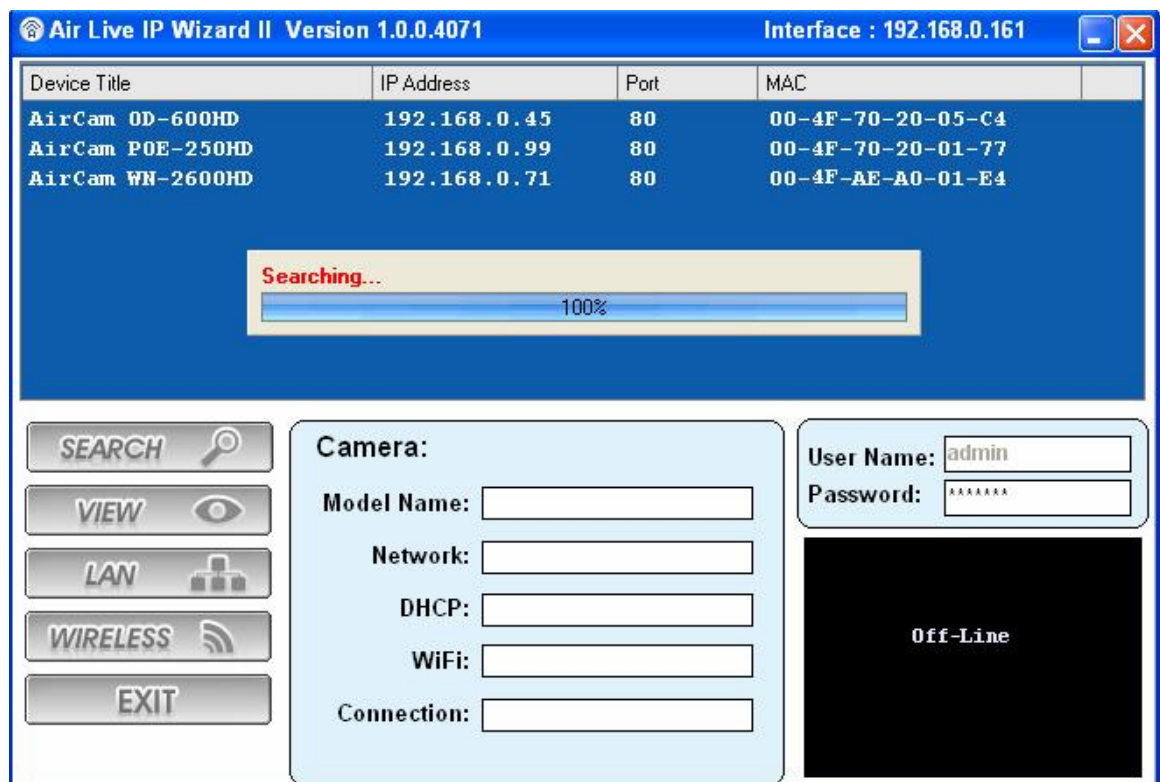 Air Live IP Wizard II Version 1.0.0.4071 Interface : 192.168.0.161
Device Title IP Address Port MAC
AirCam OD-600HD 192.168.0.45 80 00-4F-70-20-05-C4
AirCam POE-250HD 192.168.0.99 80 00-4F-70-20-01-77
AirCam WN-2600HD 192.168.0.71 80 00-4F-AE-A0-01-E4
Searching...
100%
SEARCH
VIEW
LAN
WIRELESS
EXIT
Camera:
Model Name:
Network:
DHCP:
WiFi:
Connection:
User Name: admin
Password: *******
Off-Line